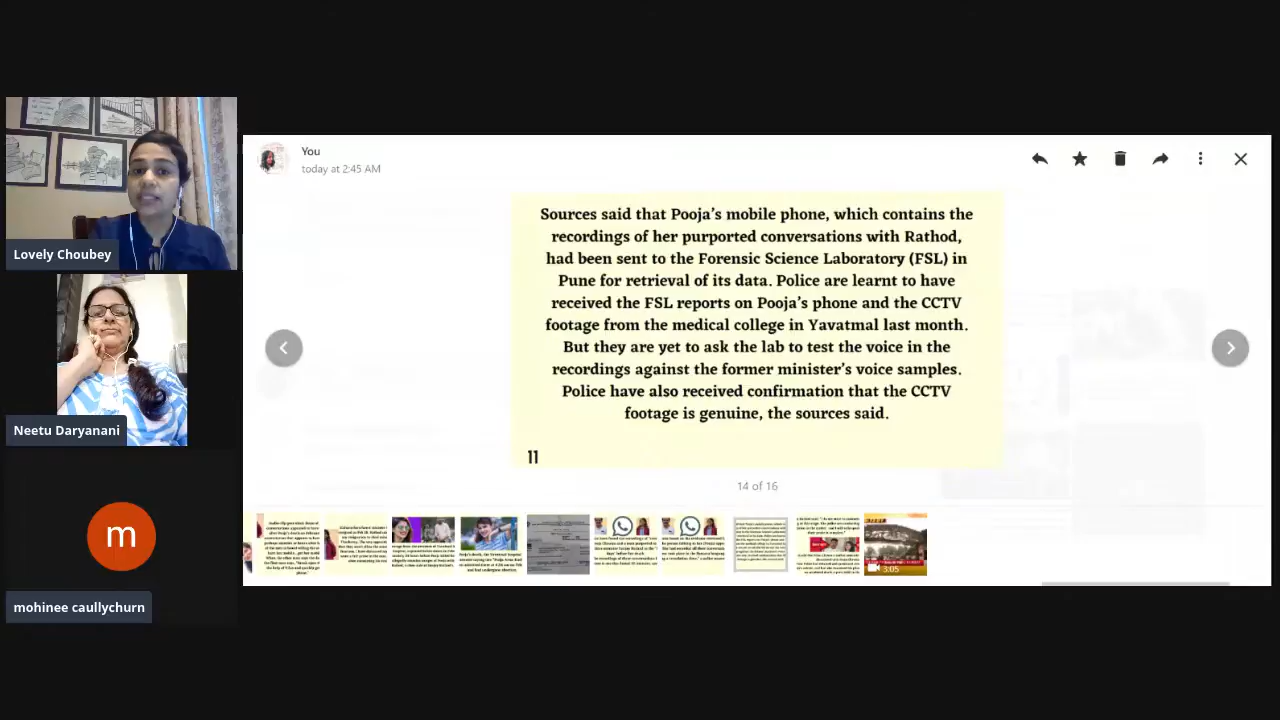 You
today at 2:45 AM
Sources said that Pooja's mobile phone, which contains the
recordings of her purported conversations with Rathod,
had been sent to the Forensic Science Laboratory (FSL) in
Pune for retrieval of its data. Police are learnt to have
received the FSL reports on Pooja's phone and the CCTV
footage from the medical college in Yavatmal last month.
But they are yet to ask the lab to test the voice in the
recordings against the former minister's voice samples.
Police have also received confirmation that the CCTV
footage is genuine, the sources said.
11
14 of 16
3:05
Lovely Choubey
Neetu Daryanani
m
mohinee caullychurn